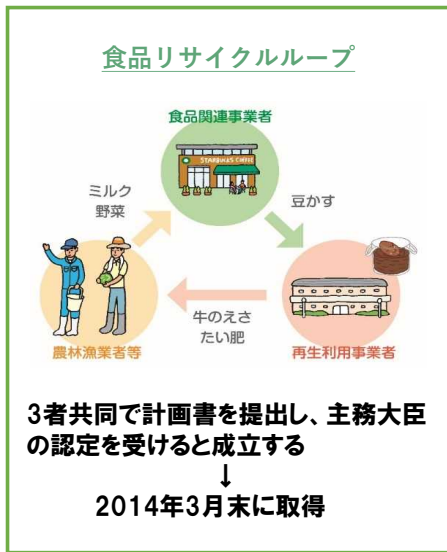 食品リサイクルループ
食品関連事業者
STARBUCKS COFFEE
ミルク
野菜
豆かす
牛のえさ
たい肥
農林漁業者等
再生利用事業者
3者共同で計画書を提出し、主務大臣
の認定を受けると成立する
↓
2014年3月末に取得